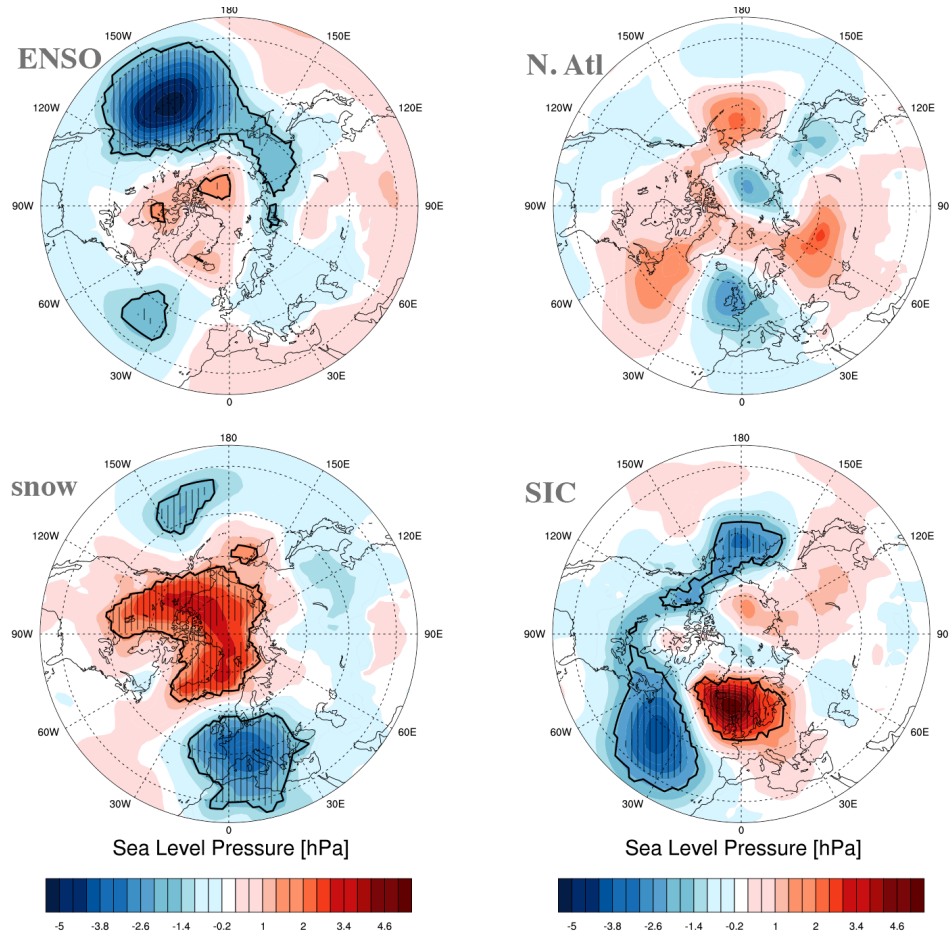 ENSO
180
150W
150E
120W
120E
90W
90E
60W
60E
30W
30E
0
N. Atl
180
150W
150E
120W
120E
90W
90
60W
60E
30W
30E
0
snow
180
150W
150E
120W
120E
90W
90E
60W
60E
30W
30E
0
Sea Level Pressure [hPa]
-5 -3.8 -2.6 -1.4 -0.2 1 2 3.4 4.6
SIC
180
150W
150E
120W
120E
90W
90
60W
60E
30W
30E
0
Sea Level Pressure [hPa]
-5 -3.8 -2.6 -1.4 -0.2 1 2 3.4 4.6